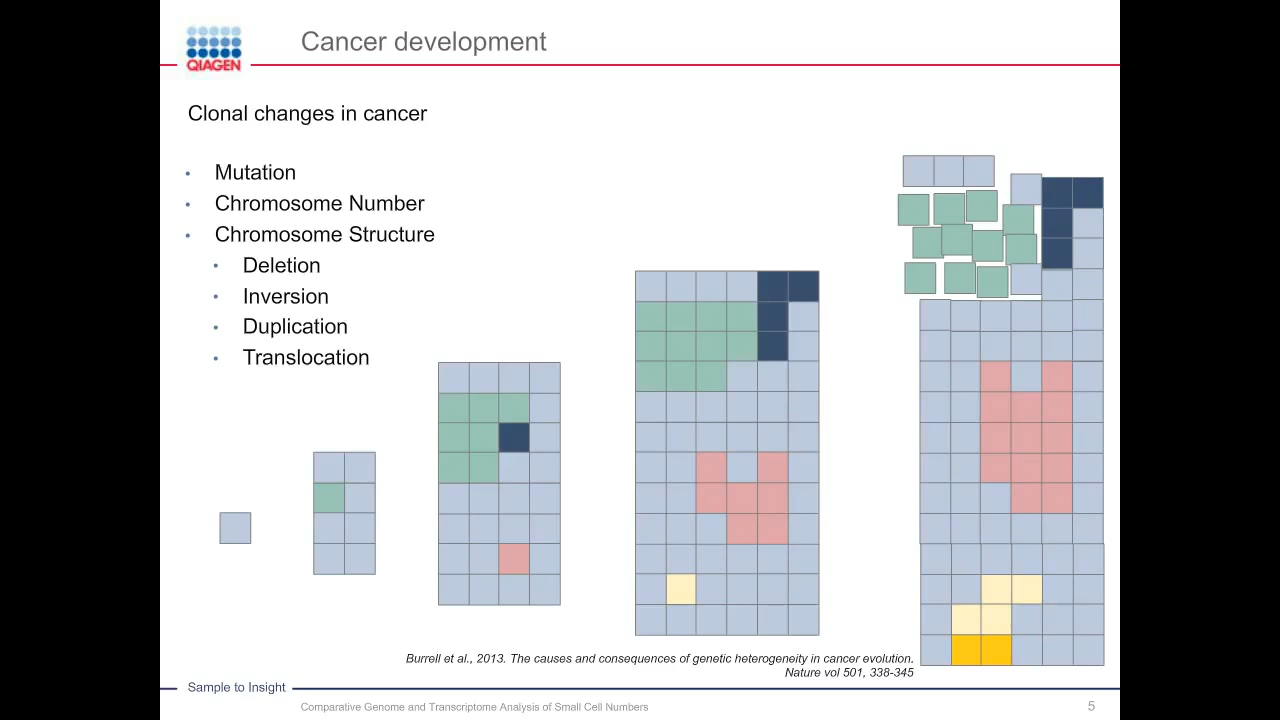 QIAGEN
Cancer development
Clonal changes in cancer
• Mutation
• Chromosome Number
• Chromosome Structure
• Deletion
• Inversion
• Duplication
• Translocation
Burrell et al., 2013. The causes and consequences of genetic heterogeneity in cancer evolution.
Nature vol 501, 338-345
Sample to Insight
Comparative Genome and Transcriptome Analysis of Small Cell Numbers
5